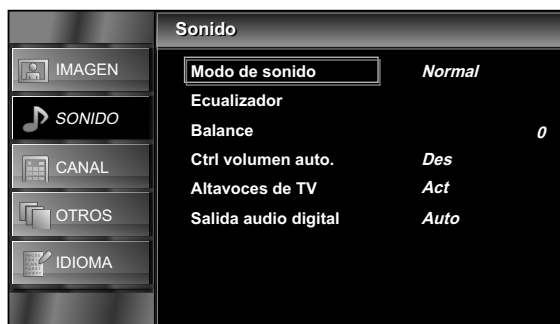 Sonido
IMAGEN
SONIDO
CANAL
OTROS
IDIOMA
Modo de sonido Normal
Ecualizador
Balance 0
Ctrl volumen auto. Des
Altavoces de TV Act
Salida audio digital Auto